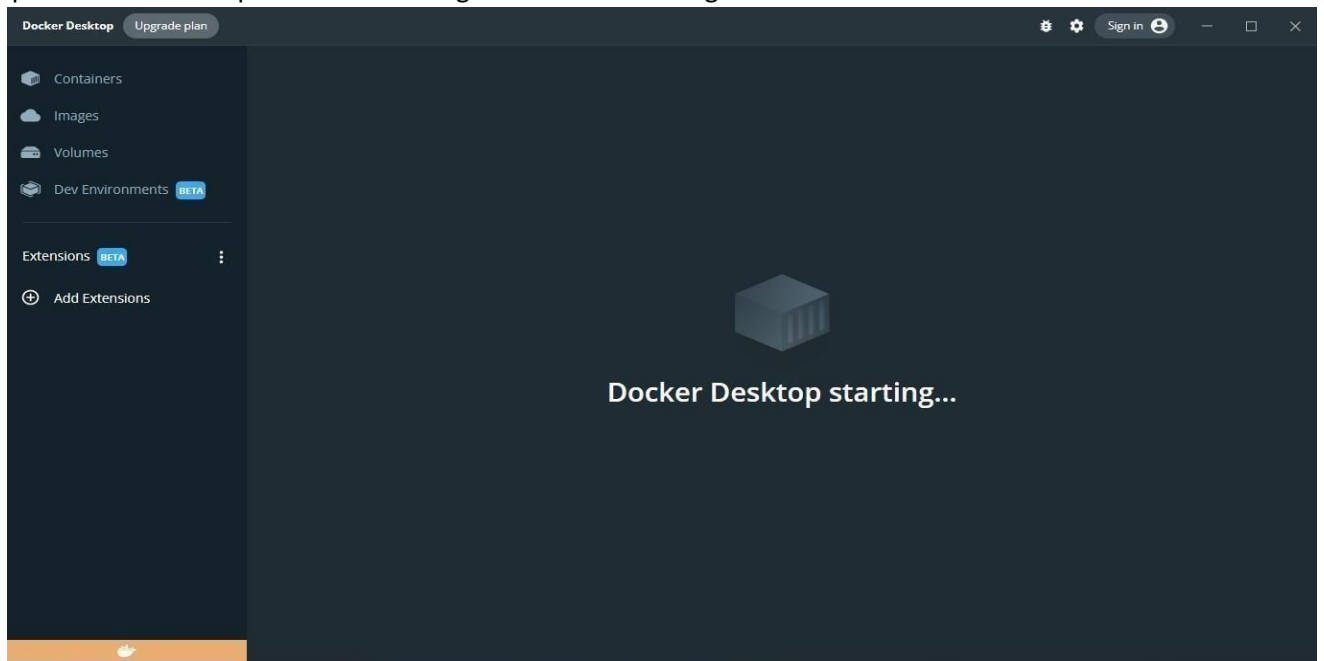 Docker Desktop Upgrade plan Sign in
Containers
Images
Volumes
Dev Environments BETA
Extensions BETA
Add Extensions
Docker Desktop starting...